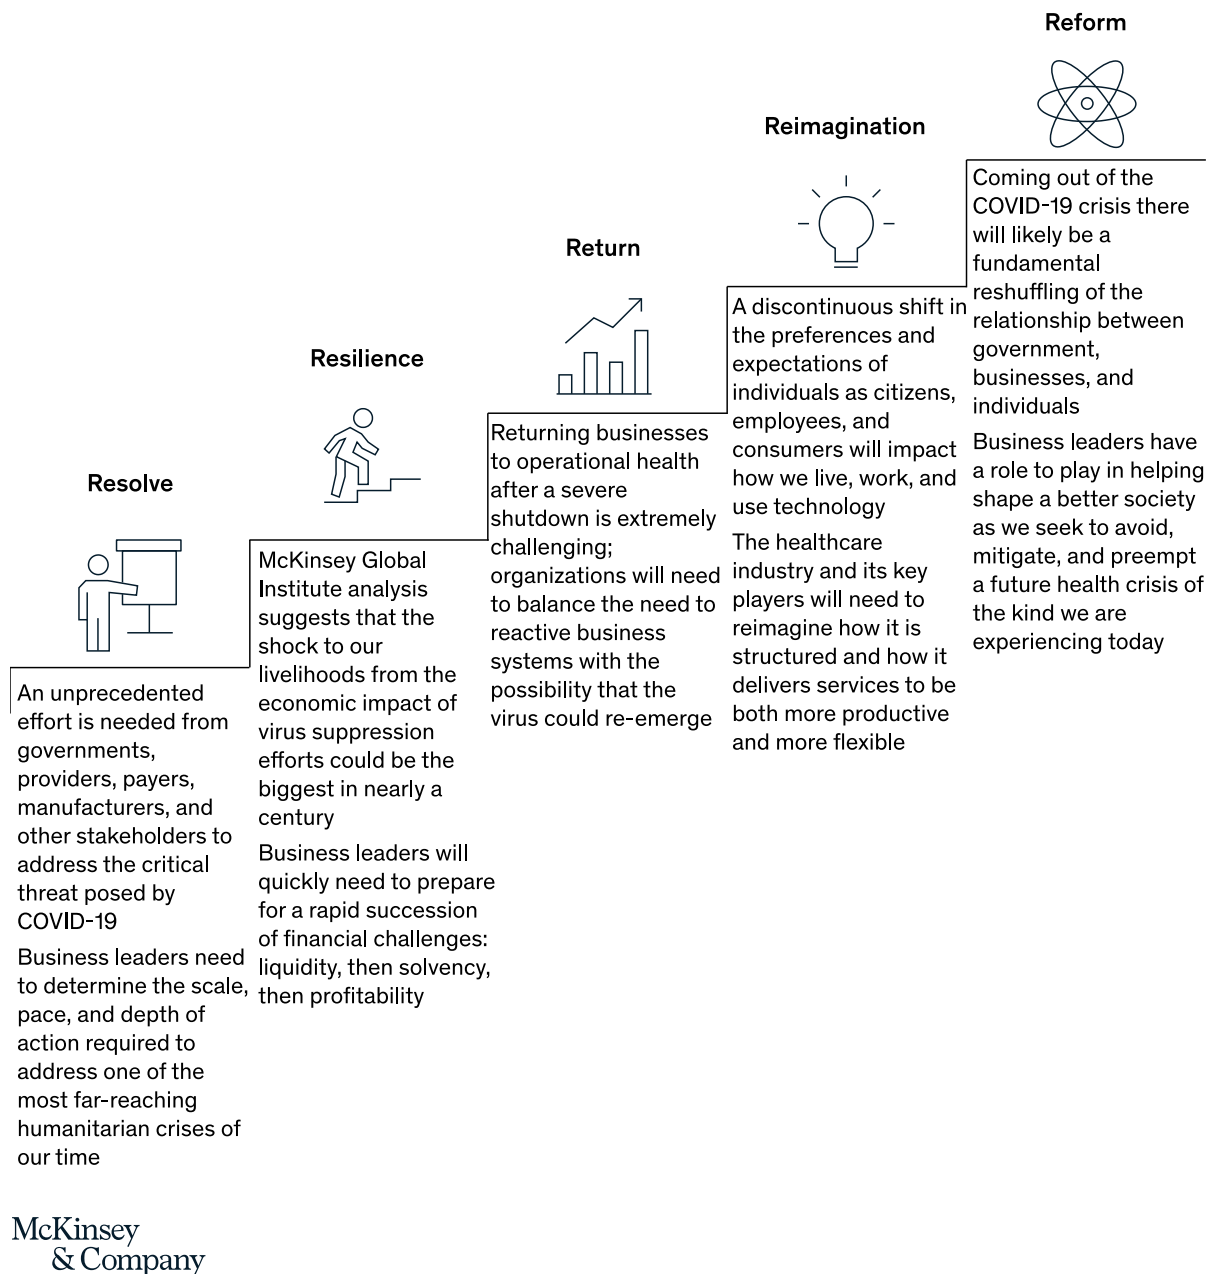 Resolve
An unprecedented
effort is needed from
governments,
providers, payers,
manufacturers, and
other stakeholders to
address the critical
threat posed by
COVID-19
Business leaders need
to determine the scale,
pace, and depth of
action required to
address one of the
most far-reaching
humanitarian crises of
our time
Resilience
McKinsey Global
Institute analysis
suggests that the
shock to our
livelihoods from the
economic impact of
virus suppression
efforts could be the
biggest in nearly a
century
Business leaders will
quickly need to prepare
for a rapid succession
of financial challenges:
liquidity, then solvency,
then profitability
Return
Returning businesses
to operational health
after a severe
shutdown is extremely
challenging;
organizations will need
to balance the need to
reactive business
systems with the
possibility that the
virus could re-emerge
Reimagination
A discontinuous shift in
the preferences and
expectations of
individuals as citizens,
employees, and
consumers will impact
how we live, work, and
use technology
The healthcare
industry and its key
players will need to
reimagine how it is
structured and how it
delivers services to be
both more productive
and more flexible
Reform
Coming out of the
COVID-19 crisis there
will likely be a
fundamental
reshuffling of the
relationship between
government,
businesses, and
individuals
Business leaders have
a role to play in helping
shape a better society
as we seek to avoid,
mitigate, and preempt
a future health crisis of
the kind we are
experiencing today
McKinsey
& Company